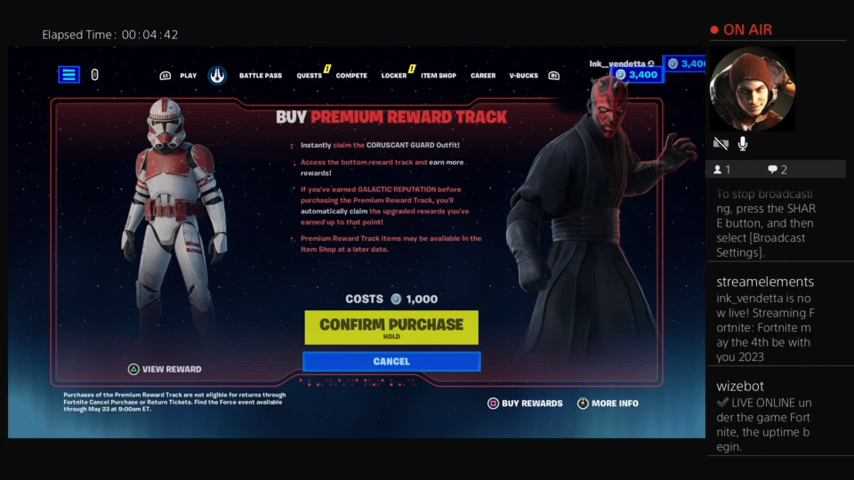 Elapsed Time : 00:04:42
ON AIR
Ink_vendetta
3,400
3,40
0
L1
PLAY
BATTLE PASS
QUESTS
COMPETE
LOCKER
ITEM SHOP
CAREER
V-BUCKS
R1
BUY PREMIUM REWARD TRACK
Instantly claim the CORUSCANT GUARD Outfit!
Access the bottom reward track and earn more
rewards!
If you've earned GALACTIC REPUTATION before
purchasing the Premium Reward Track, you'll
automatically claim the upgraded rewards you've
earned up to that point!
Premium Reward Track items may be available in the
Item Shop at a later date.
COSTS 1,000
CONFIRM PURCHASE
HOLD
CANCEL
VIEW REWARD
Purchases of the Premium Reward Track are not eligible for returns through
Fortnite Cancel Purchase or Return Tickets. Find the Force event available
through May 23 at 9:00am ET.
BUY REWARDS
MORE INFO
1
2
To stop broadcasti
ng, press the SHAR
E button, and then
select [Broadcast
Settings].
streamelements
ink_vendetta is no
w live! Streaming F
ortnite: Fortnite m
ay the 4th be with
you 2023
wizebot
✓ LIVE ONLINE un
der the game Fort
nite, the uptime b
egin.